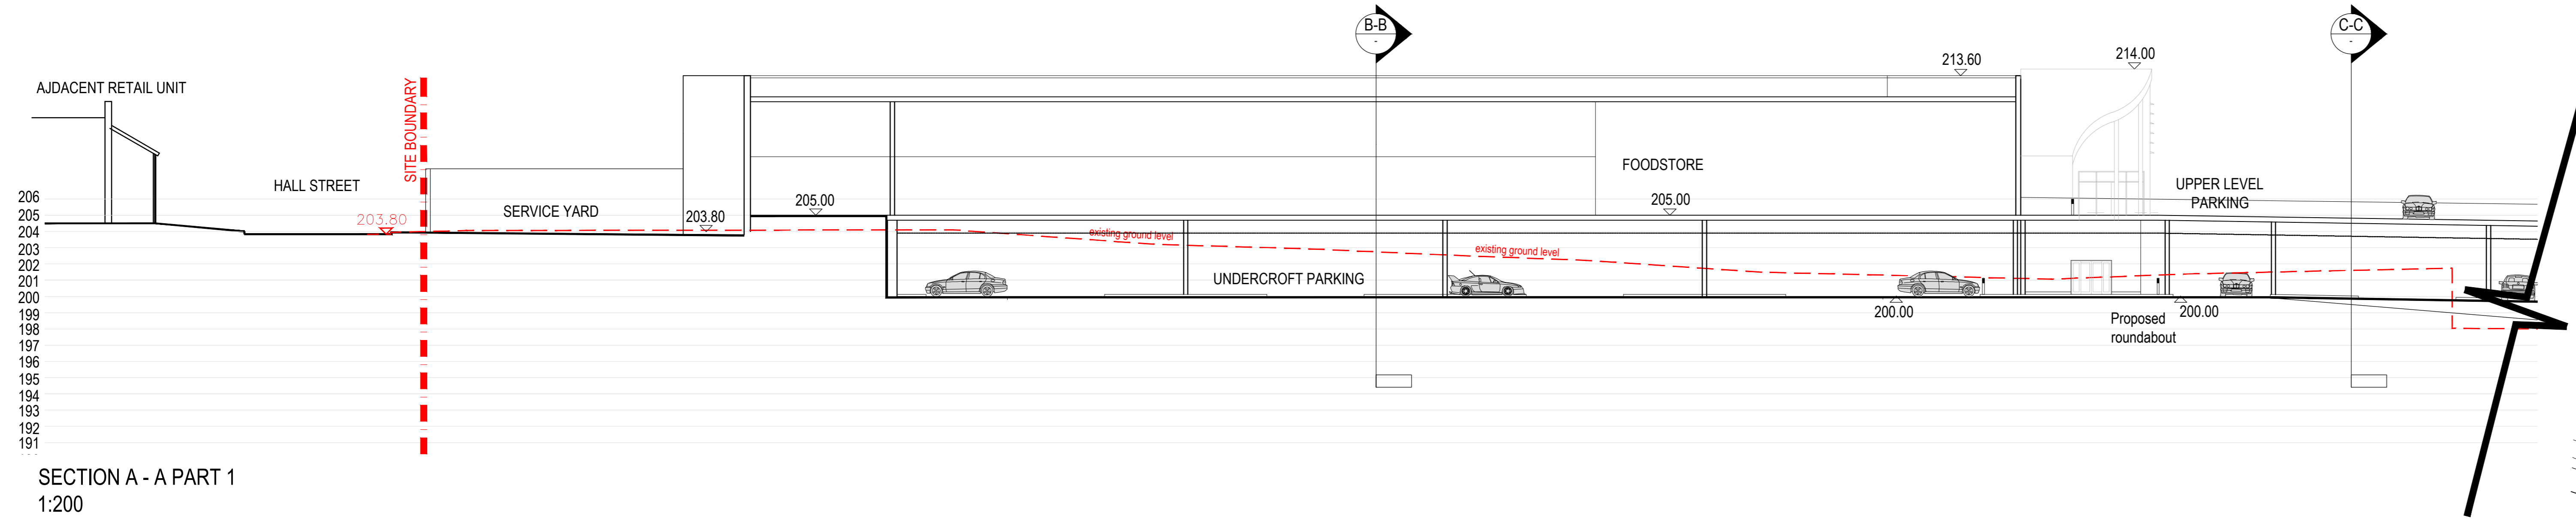 B-B
-
C-C
-
213.60
214.00
AJDACENT RETAIL UNIT
SITE BOUNDARY
FOODSTORE
HALL STREET
UPPER LEVEL
PARKING
SERVICE YARD
203.80
203.80
205.00
205.00
206
205
204
203
202
201
200
199
198
197
196
195
194
193
192
191
existing ground level
existing ground level
UNDERCROFT PARKING
200.00
200.00
Proposed
roundabout
SECTION A - A PART 1
1:200